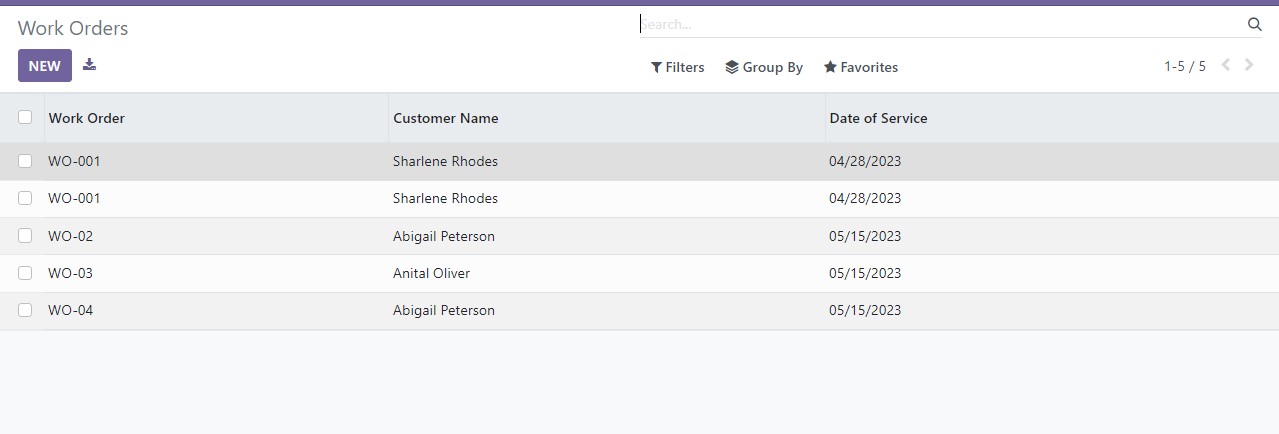 Work Orders
Search...
NEW
Filters Group By Favorites 1-5 / 5
Work Order Customer Name Date of Service
WO-001 Sharlene Rhodes 04/28/2023
WO-001 Sharlene Rhodes 04/28/2023
WO-02 Abigail Peterson 05/15/2023
WO-03 Anital Oliver 05/15/2023
WO-04 Abigail Peterson 05/15/2023